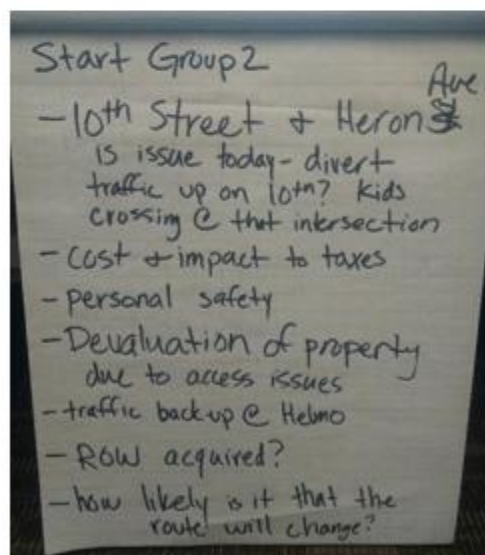 Start Group 2
Ave
- 10th Street + Heron
is issue today - divert
traffic up on 10th? Kids
crossing @ that intersection
- cost + impact to taxes
- personal safety
- Devaluation of property
due to access issues
- traffic back up @ Helmo
- ROW acquired?
- how likely is it that the
route will change?